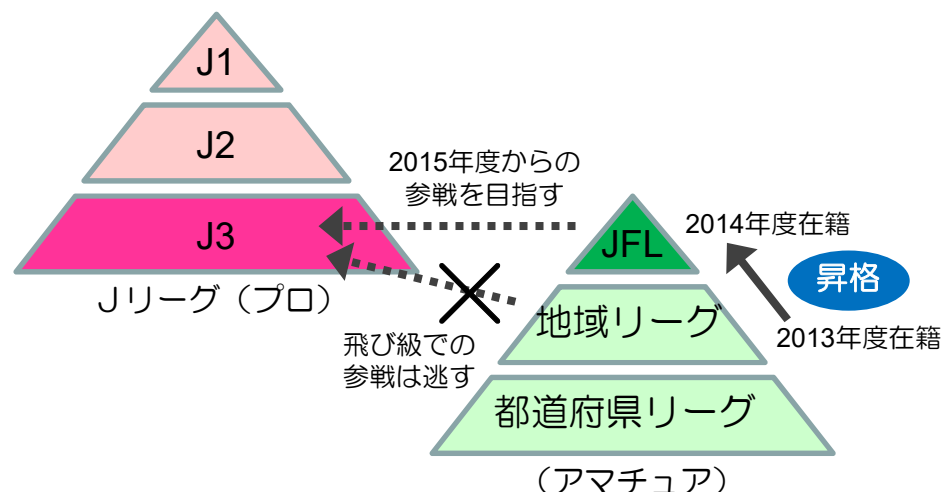 J1
J2
J3
Jリーグ（プロ）
2015年度からの
参戦を目指す
飛び級での
参戦は逃す
JFL
地域リーグ
都道府県リーグ
（アマチュア）
2014年度在籍
昇格
2013年度在籍